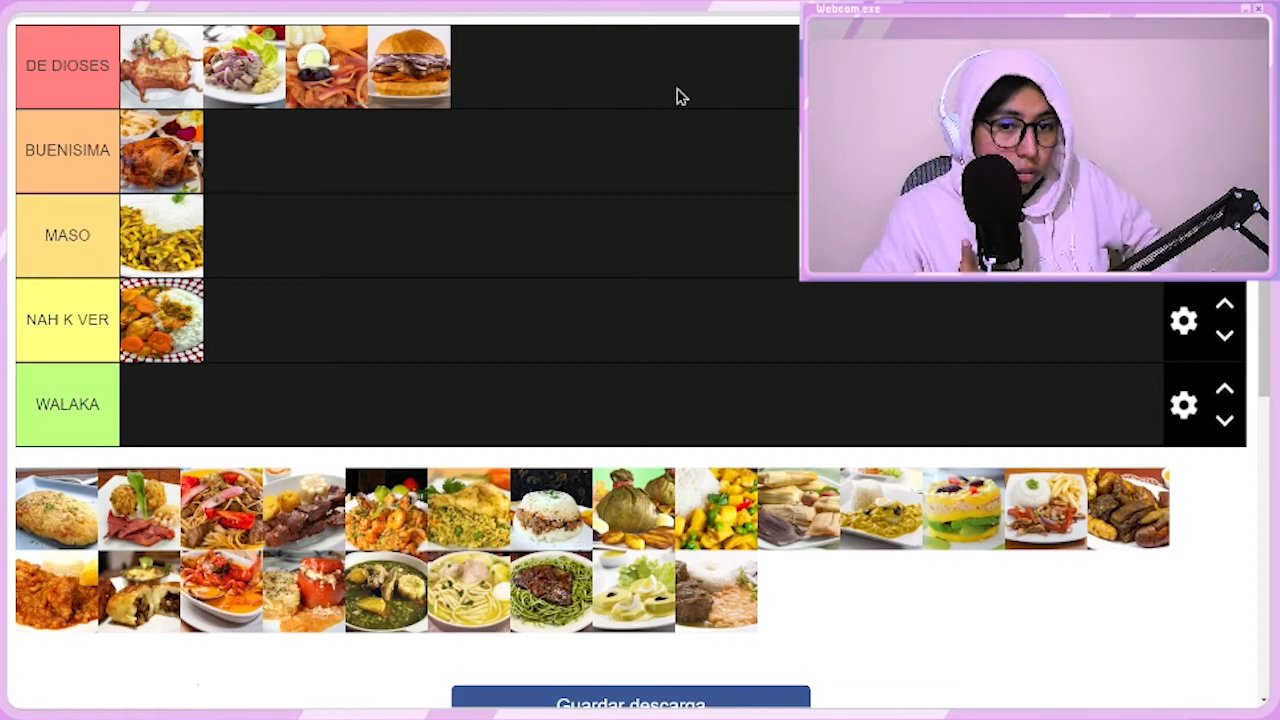 Webcam.exe
DE DIOSES
BUENISIMA
MASO
NAH K VER
WALAKA
Guardar descarga